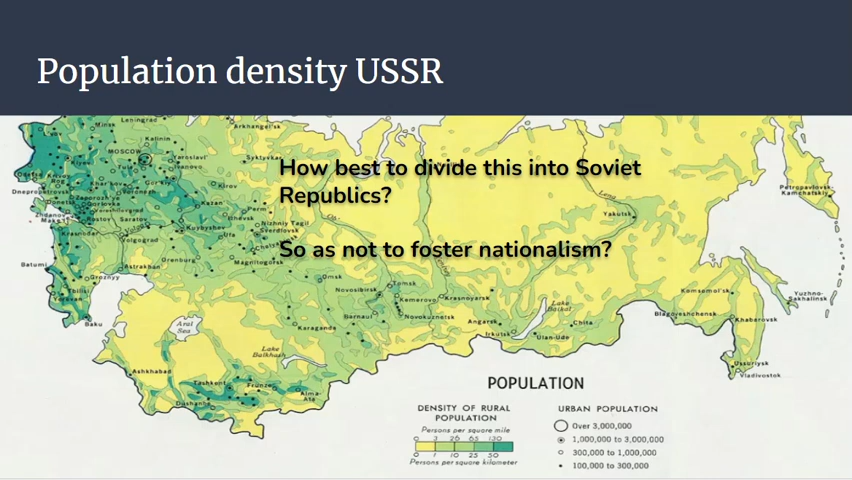 Population density USSR
How best to divide this into Soviet
Republics?
So as not to foster nationalism?
Leningrad
Minsk
Arkhangel'sk
Kalinin
MOSCOW
Yaroslavl'
Syktyvkar
Ivanovo
Kiyev
Gor'kiy
Kirov
Khar'kov
Voronezh
Kazan
Perm
Izhevsk
Nizhniy Tagil
Sverdlovsk
Dnepropetrovsk
Donetsk
Zhdanov
Rostov
Saratov
Kuybyshev
Ufa
Krasnodar
Volgograd
Orenburg
Magnitogorsk
Astrakhan
Batumi
Groznyy
Tbilisi
Yerevan
Baku
Omsk
Novosibirsk
Tomsk
Kemerovo
Krasnoyarsk
Barnaul
Novokuznetsk
Karaganda
Aral
Sea
Lake
Balkhash
Ashkhabad
Tashkent
Frunze
Alma-
Ata
Dushanbe
Lena
Yakutsk
Angarsk
Irkutsk
Lake
Baikal
Ulan-Ude
Chita
Petropavlovsk-
Kamchatskiy
Komsomol'sk
Yuzhno-
Sakhalinsk
Blagoveshchensk
Khabarovsk
Ussuriysk
Vladivostok
POPULATION
DENSITY OF RURAL
POPULATION
Persons per square mile
0 3 26 65 130
0 1 10 25 50
Persons per square kilometer
URBAN POPULATION
Over 3,000,000
1,000,000 to 3,000,000
300,000 to 1,000,000
100,000 to 300,000